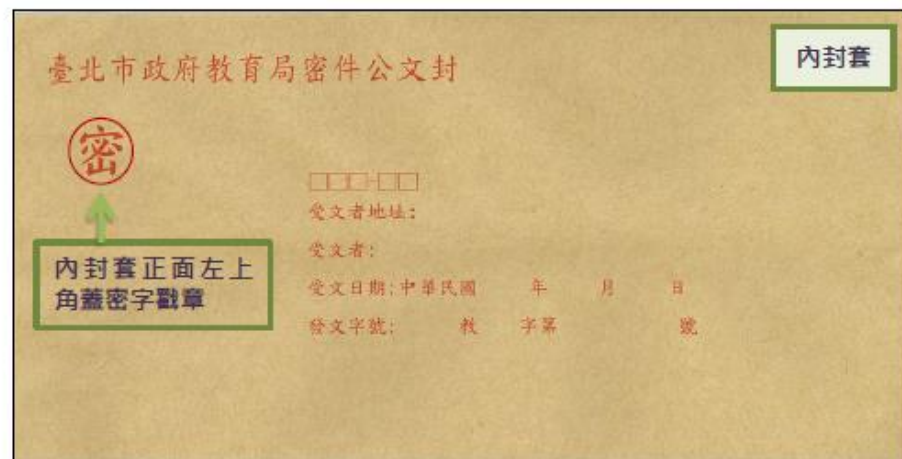 臺北市政府教育局密件公文封
內封套
密
□□□-□□
受文者地址:
內封套正面左上
角蓋密字戳章
受文者:
受文日期:中華民國 年 月 日
發文字號: 教 字第 號